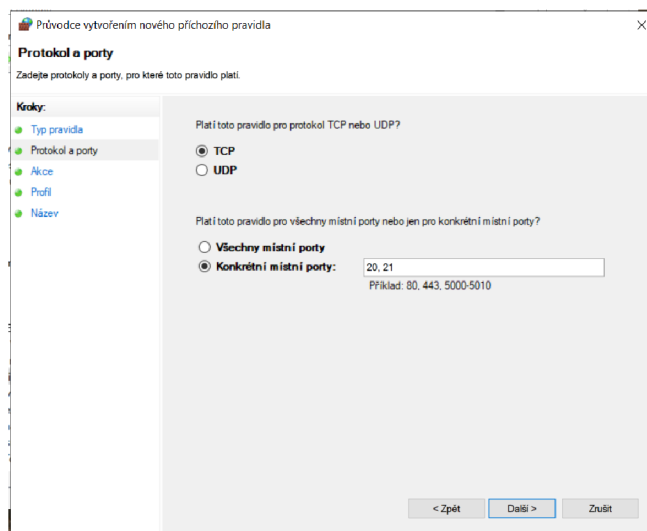 Průvodce vytvořením nového příchozího pravidla
Protokol a porty
Zadejte protokoly a porty, pro které toto pravidlo platí.
Kroky:
Typ pravidla
Protokol a porty
Akce
Profil
Název
Platí toto pravidlo pro protokol TCP nebo UDP?
TCP
UDP
Platí toto pravidlo pro všechny místní porty nebo jen pro konkrétní místní porty?
Všechny místní porty
Konkrétní místní porty: 20, 21
Příklad: 80, 443, 5000-5010
< Zpět Další > Zrušit